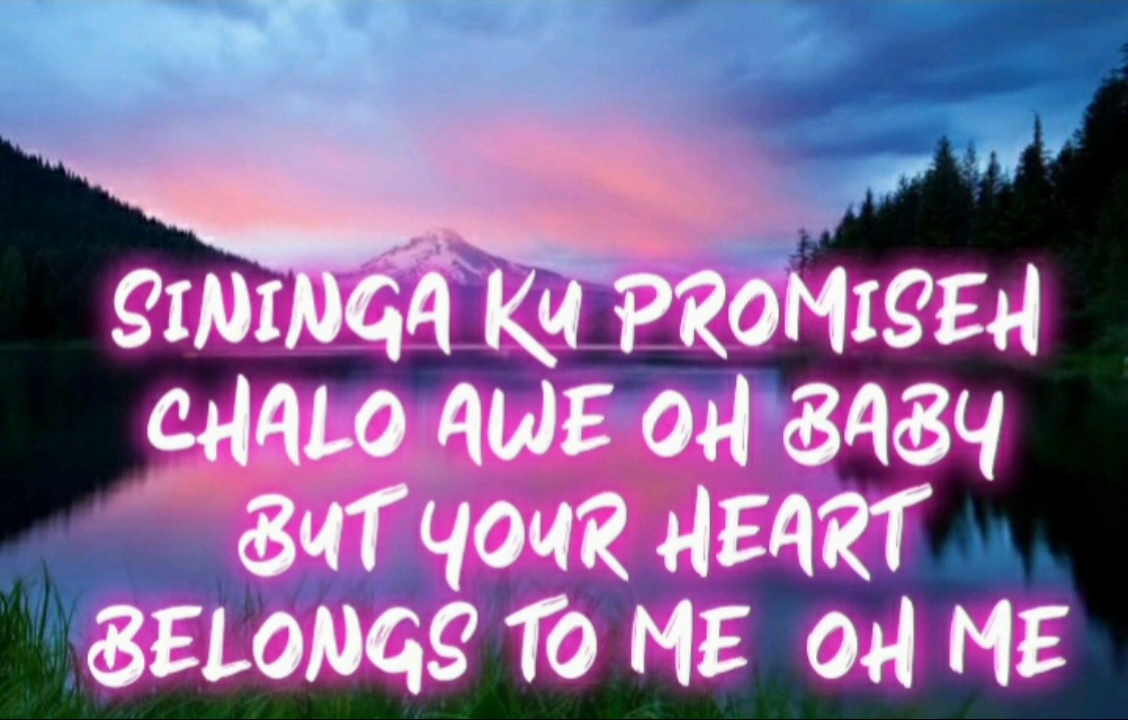 SININGA KU PROMISEH
CHALO AWE OH BABY
BUT YOUR HEART
BELONGS TO ME OH ME